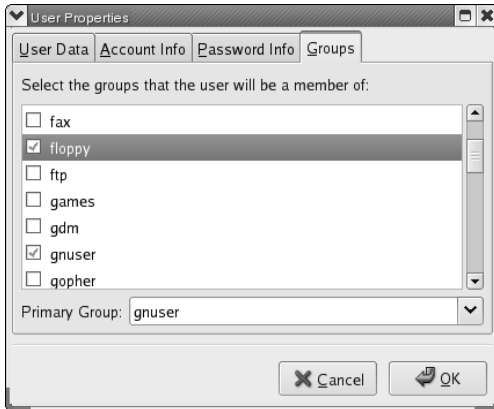 User Properties
User Data Account Info Password Info Groups
Select the groups that the user will be a member of:
fax
floppy
ftp
games
gdm
gnuser
gopher
Primary Group: gnuser
Cancel OK